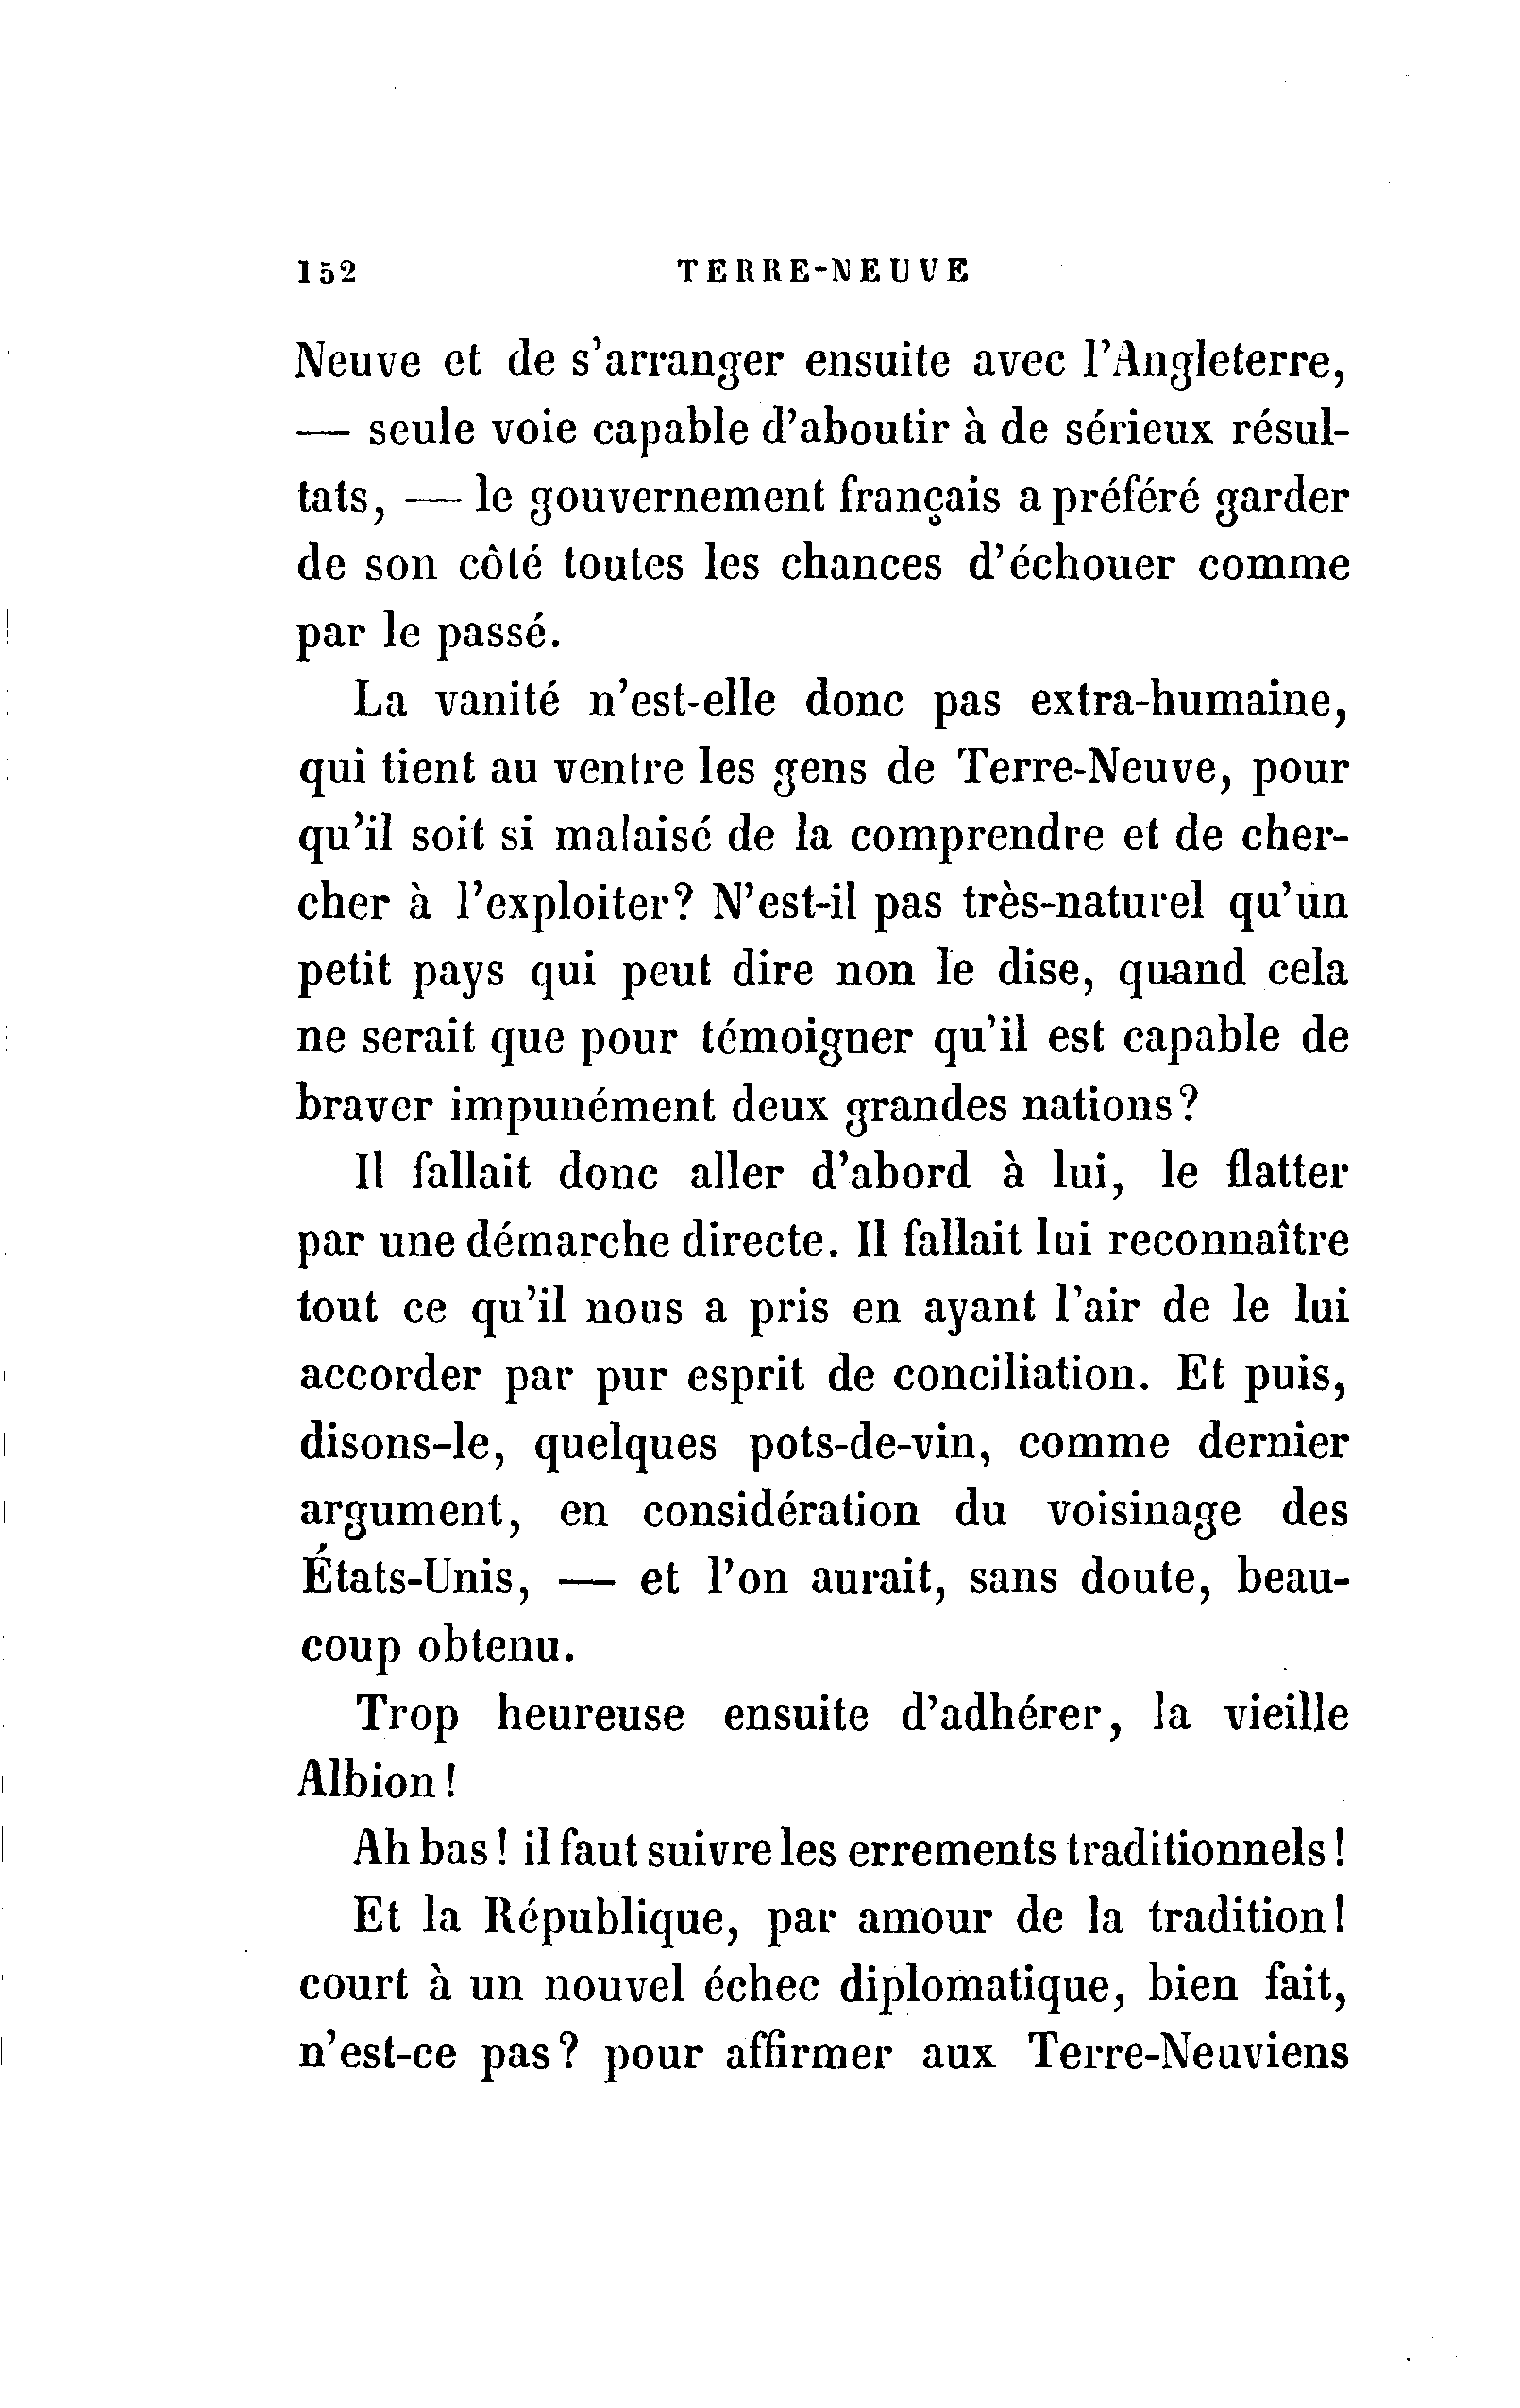 152 TERRE-NEUVE
Neuve et de s'arranger ensuite avec l'Angleterre,
— seule voie capable d'aboutir à de sérieux résul-
tats, — le gouvernement français a préféré garder
de son côté toutes les chances d'échouer comme
par le passé.
La vanité n'est-elle donc pas extra-humaine,
qui tient au ventre les gens de Terre-Neuve, pour
qu'il soit si malaisé de la comprendre et de cher-
cher à l'exploiter? N'est-il pas très-naturel qu'un
petit pays qui peut dire non le dise, quand cela
ne serait que pour témoigner qu'il est capable de
braver impunément deux grandes nations?
Il fallait donc aller d'abord à lui, le flatter
par une démarche directe. Il fallait lui reconnaître
tout ce qu'il nous a pris en ayant l'air de le lui
accorder par pur esprit de conciliation. Et puis,
disons-le, quelques pots-de-vin, comme dernier
argument, en considération du voisinage des
États-Unis, — et l'on aurait, sans doute, beau-
coup obtenu.
Trop heureuse ensuite d'adhérer, la vieille
Albion!
Ah bas! il faut suivre les errements traditionnels!
Et la République, par amour de la tradition!
court à un nouvel échec diplomatique, bien fait,
n'est-ce pas? pour affirmer aux Terre-Neuviens